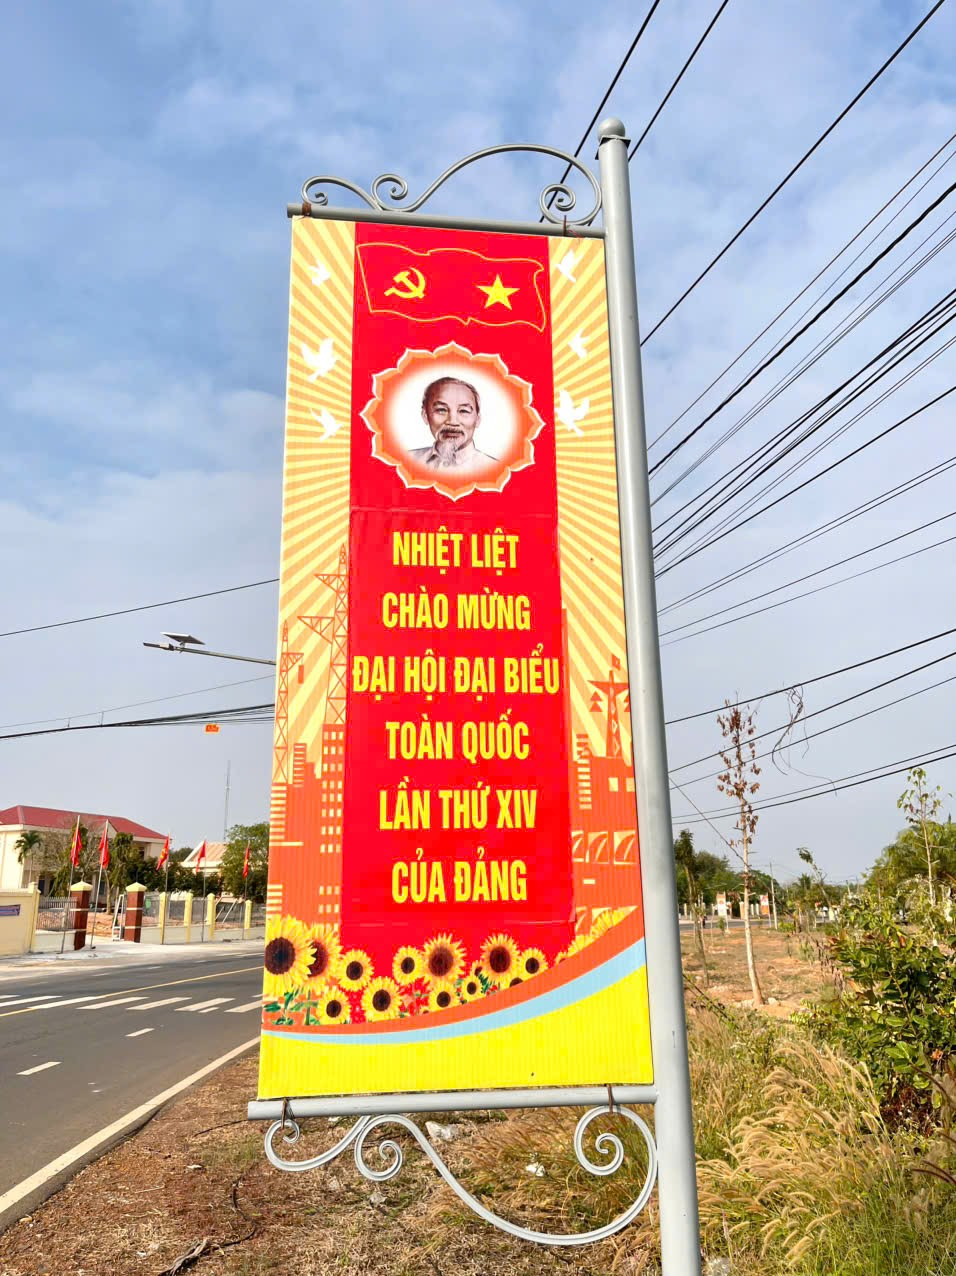 NHIỆT LIỆT
CHÀO MỪNG
ĐẠI HỘI ĐẠI BIỂU
TOÀN QUỐC
LẦN THỨ XIV
CỦA ĐẢNG